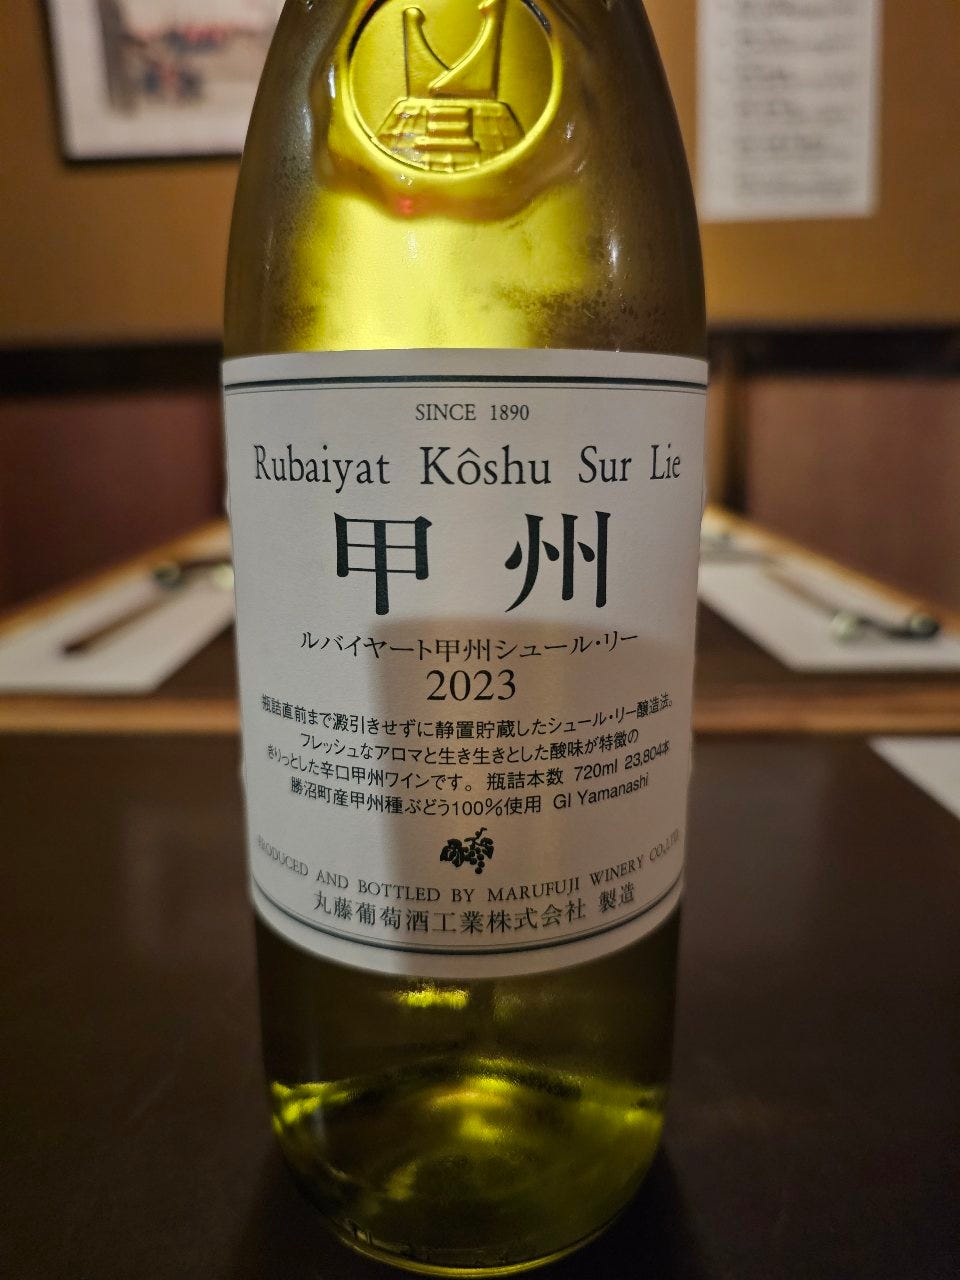 SINCE 1890
Rubaiyat Kôshu Sur Lie
甲州
ルバイヤート甲州シュール・リー
2023
瓶詰直前まで澱引きせずに静置貯蔵したシュール・リー醸造法。
フレッシュなアロマと生き生きとした酸味が特徴の
きりっとした辛口甲州ワインです。 瓶詰本数 720ml 23,804本
勝沼町産甲州種ぶどう100%使用 GI Yamanashi
PRODUCED AND BOTTLED BY MARUFUJI WINERY CO.,LTD.
丸藤葡萄酒工業株式会社 製造